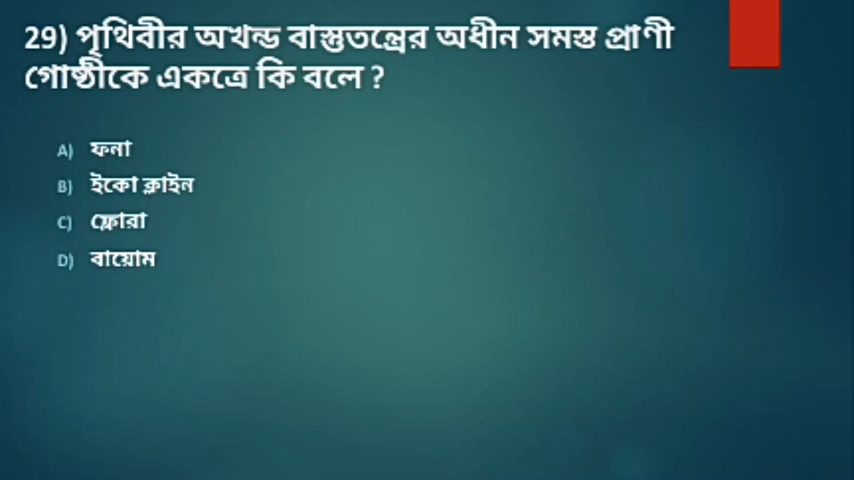 29) পৃথিবীর অখন্ড বাস্তুতন্ত্রের অধীন সমস্ত প্রাণী
গোষ্ঠীকে একত্রে কি বলে ?
A) ফনা
B) ইকো ক্লাইন
C) ফ্লোরা
D) বায়োম